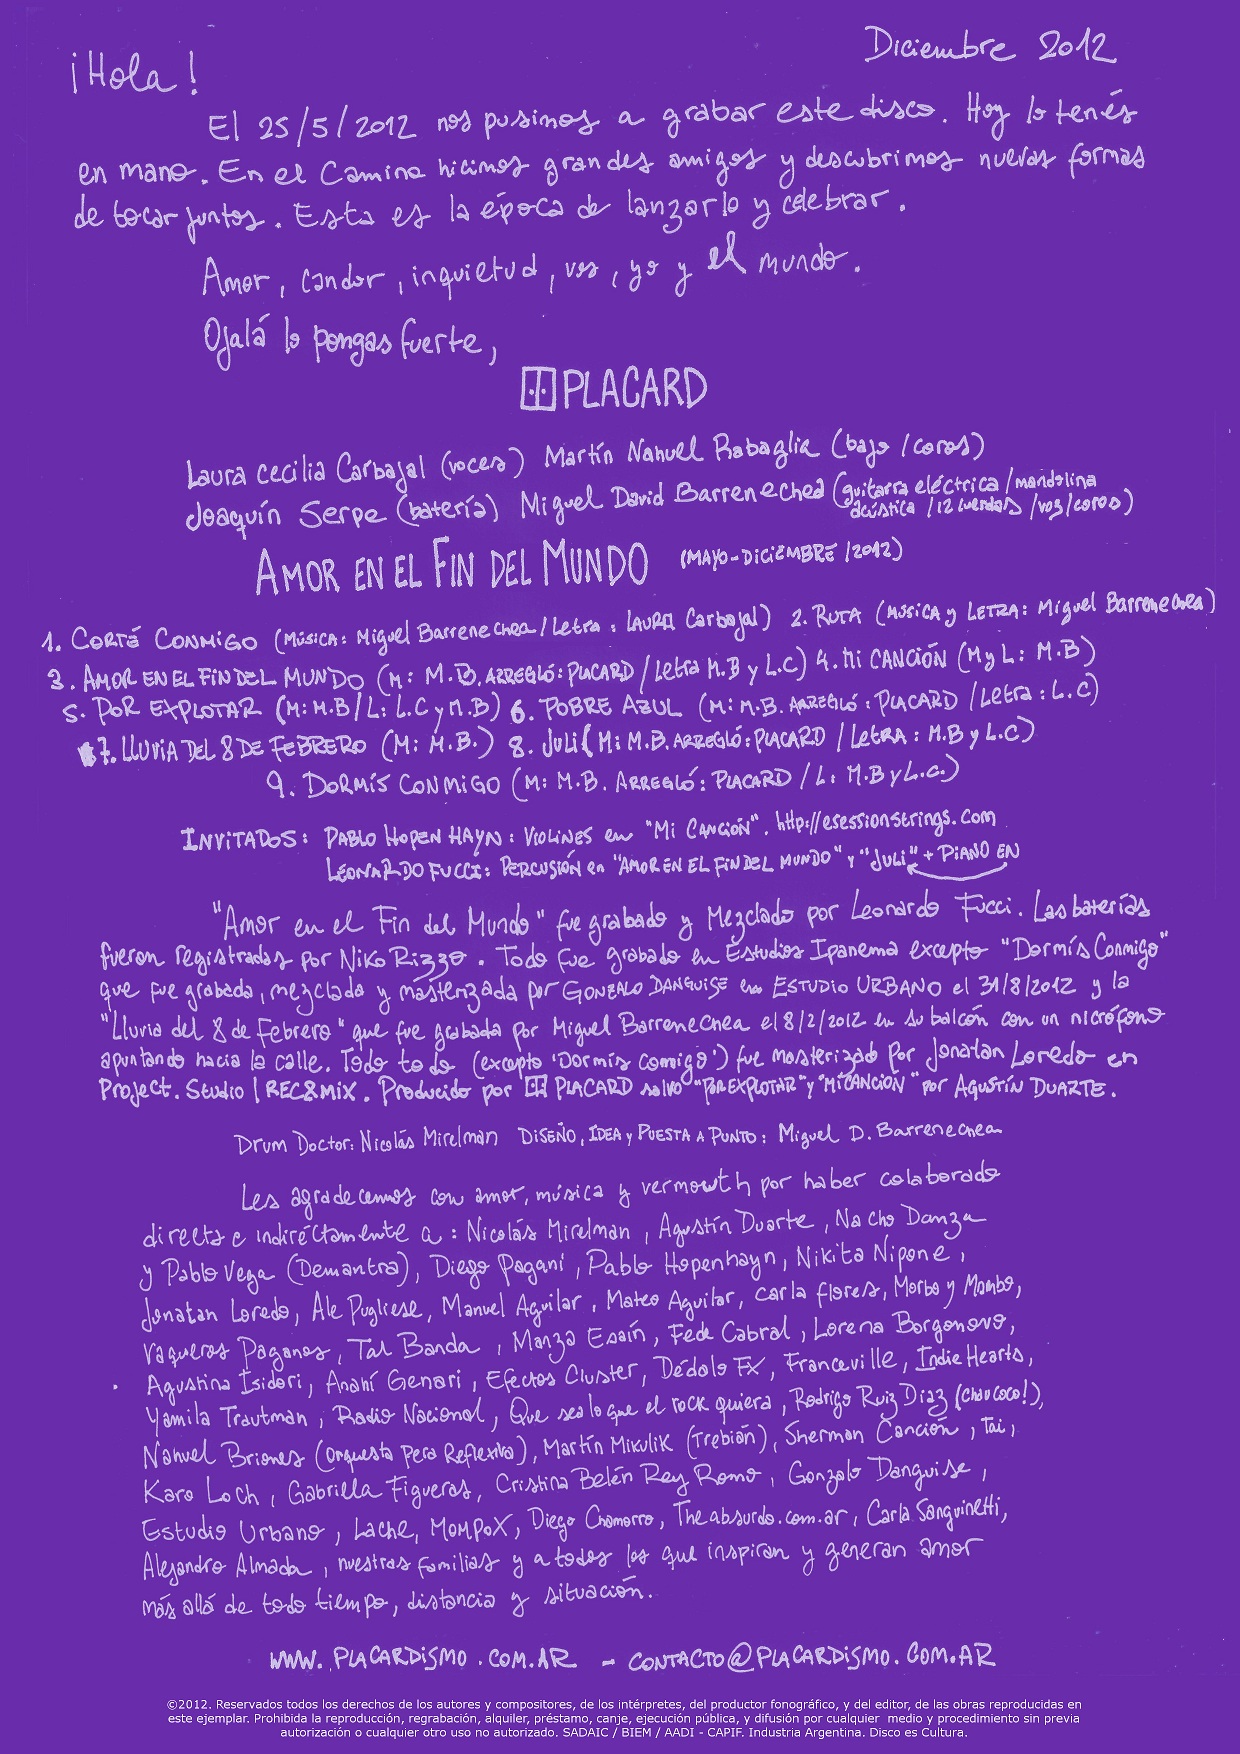 Diciembre 2012
¡Hola!
El 25/5/2012 nos pusimos a grabar este disco. Hoy lo tenés
en mano. En el Camino hicimos grandes amigos y descubrimos nuevas formas
de tocar juntos. Esta es la época de lanzarlo y celebrar.
Amor, candor, inquietud, vos, yo y el mundo.
Ojalá lo pongas fuerte,
PLACARD
Laura Cecilia Carbajal (voces) Martín Nahuel Rabaglia (bajo/coros)
Joaquín Serpe (batería) Miguel David Barrenechea (guitarra eléctrica/mandolina
acústica/12 cuerdas/voz/coros)
AMOR EN EL FIN DEL MUNDO (MAYO-DICIEMBRE/2012)
1. CORTÉ CONMIGO (Música: Miguel Barrenechea/Letra: LAURA Carbajal) 2. RUTA (Música y LETRA: Miguel Barrenechea)
3. AMOR EN EL FIN DEL MUNDO (M: M.B. ARREGLÓ: PLACARD/Letra M.B y L.C) 4. Mi CANCIÓN (M y L: M.B)
5. POR EXPLOTAR (M: M.B/L: L.C y M.B) 6. POBRE AZUL (M: M.B. ARREGLÓ: PLACARD/Letra: L.C)
7. LLUVIA DEL 8 DE FEBRERO (M: M.B.) 8. JULI (M: M.B. ARREGLÓ: PLACARD/LETRA: M.B y L.C)
9. DORMÍS CONMIGO (M: M.B. ARREGLÓ: PLACARD/L: M.B y L.C.)
INVITADOS: PABLO HOPEN HAYN: VIOLINES en "Mi CANCIÓN". http://esessionstrings.com
LEONARDO FUCCI: PERCUSIÓN en "AMOR EN EL FIN DEL MUNDO" y "JULI" + PIANO EN
"Amor en el Fin del Mundo" fue grabado y Mezclado por Leonardo Fucci. Las baterías
fueron registradas por Niko Rizzo. Todo fue grabado en Estudios Ipanema excepto "Dormís Conmigo"
que fue grabada, mezclada y masterizada por GONZALO DANGUISE en ESTUDIO URBANO el 31/8/2012 y la
"Lluvia del 8 de Febrero" que fue grabada por Miguel Barrenechea el 8/2/2012 en su balcón con un micrófono
apuntando hacia la calle. Todo todo (excepto 'Dormís Comigo') fue masterizado por Jonatan Loredo en
Project. Studio | REC&MIX. Producido por PLACARD salvo "POR EXPLOTAR" y "MI CANCIÓN" por Agustín DUARTE.
Drum Doctor: Nicolás Mirelman DISEÑO, IDEA y PUESTA A PUNTO: Miguel D. Barrenechea
Les agradecemos con amor, música y vermouth por haber colaborado
directa e indiréctamente a: Nicolás Mirelman, Agustín Duarte, Nacho Danza
y Pablo Vega (Demantra), Diego Pagani, Pablo Hopenhayn, Nikita Nipone,
Jonatan Loredo, Ale Pugliese, Manuel Aguilar, Mateo Aguilar, Carla flores, Morbo y Mambo,
Vaqueros Paganos, Tal Banda, Manza Esaín, Fede Cabral, Lorena Borgonovo,
Agustina Isidori, Anahí Genari, Efectos Cluster, Dédalo FX, Franceville, Indie Hearts,
Yamila Trautman, Radio Nacional, Que sea lo que el rock quiera, Rodrigo Ruiz Díaz (chau coco!),
Nahuel Briones (Orquesta Pera Reflexiva), Martín Mikulik (Trebián), Sherman Canción, Tai,
Karo Loch, Gabriella Figueras, Cristina Belén Rey Romo, Gonzalo Danguise,
Estudio Urbano, Lache, MOMPOX, Diego Chamorro, Theabsurdo.com.ar, Carla Sanguinetti,
Alejandro Almada, nuestras familias y a todos los que inspiran y generan amor
más allá de todo tiempo, distancia y situación.
WWW.PLACARDISMO.COM.AR - CONTACTO@PLACARDISMO.COM.AR
©2012. Reservados todos los derechos de los autores y compositores, de los intérpretes, del productor fonográfico, y del editor, de las obras reproducidas en
este ejemplar. Prohibida la reproducción, regrabación, alquiler, préstamo, canje, ejecución pública, y difusión por cualquier medio y procedimiento sin previa
autorización o cualquier otro uso no autorizado. SADAIC / BIEM / AADI - CAPIF. Industria Argentina. Disco es Cultura.